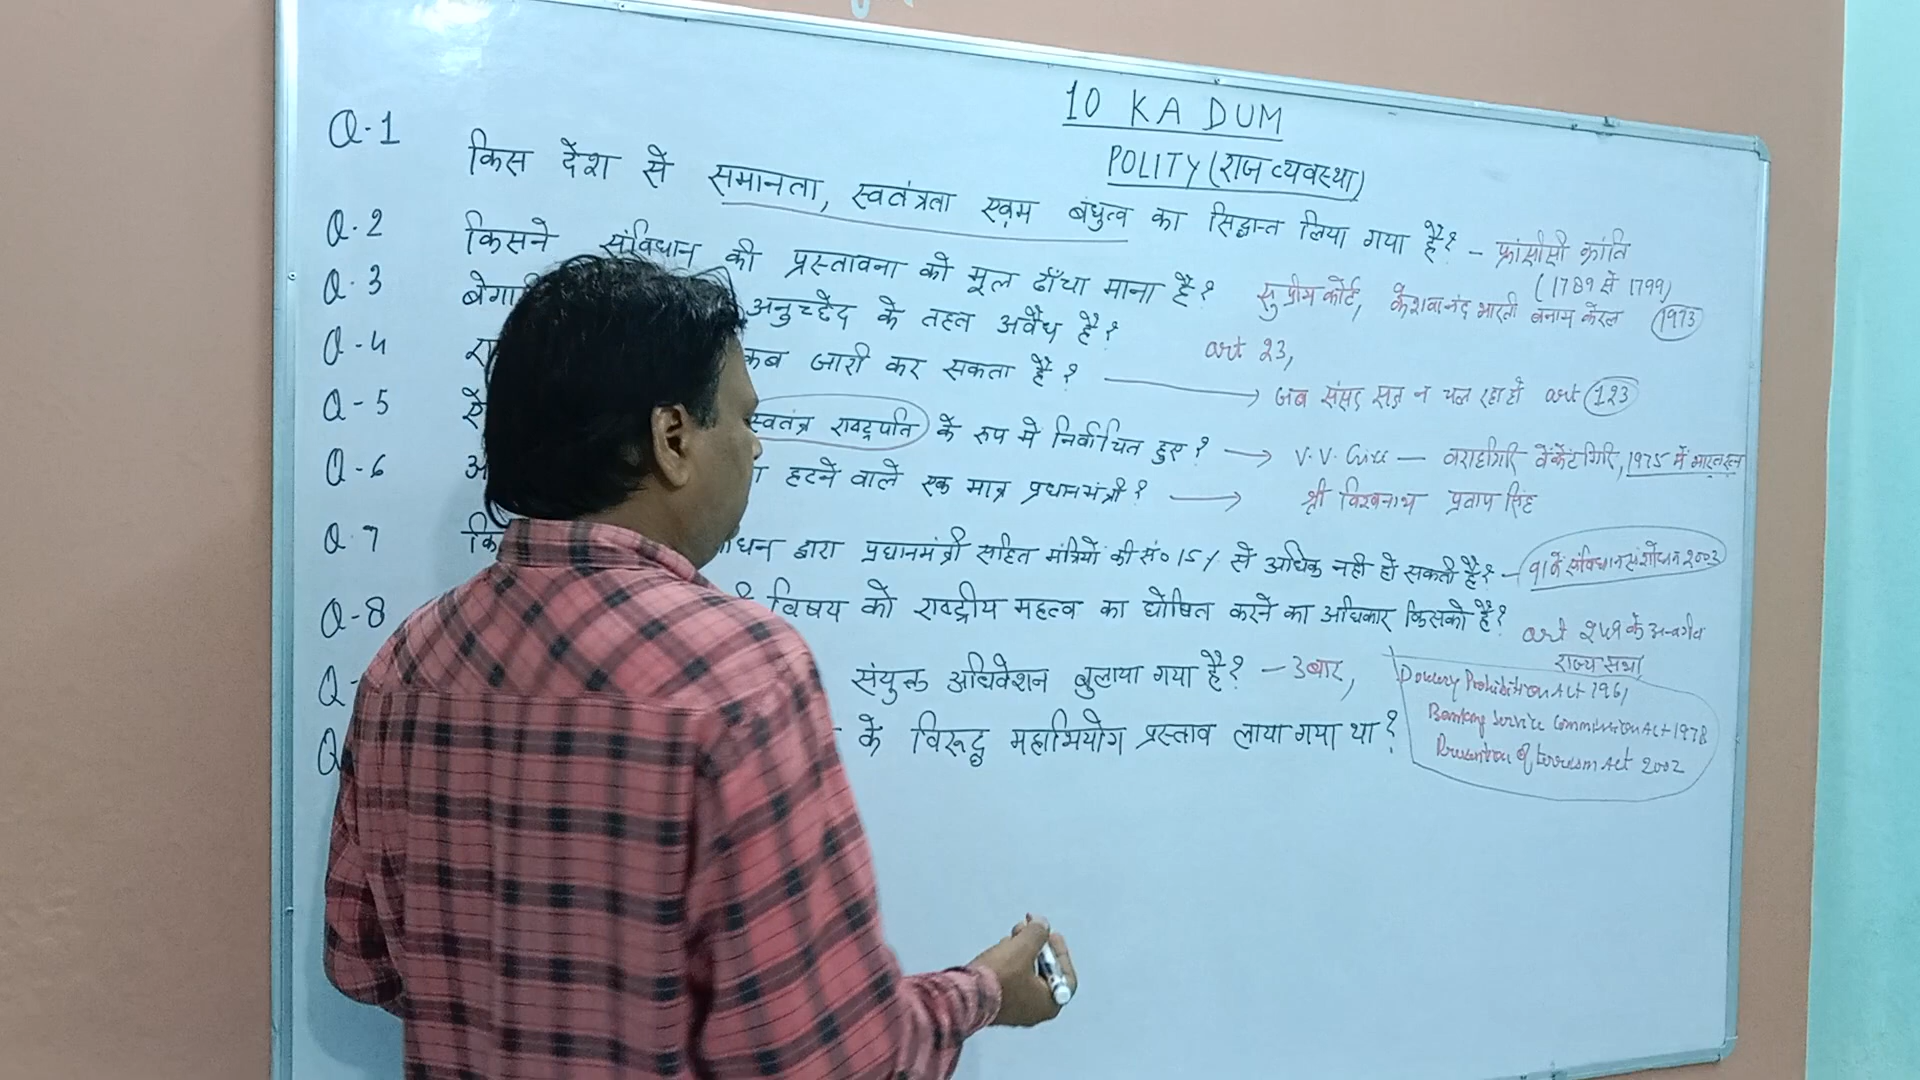 10 KA DUM
POLITY (राज व्यवस्था)
Q.1 किस देश से समानता, स्वतंत्रता एवम बंधुत्व का सिद्धान्त लिया गया है? - फ्रांसीसी क्रांति
(1789 से 1799)
Q.2 किसने संविधान की प्रस्तावना को मूल ढाँचा माना है? सुप्रीम कोर्ट, केशवानंद भारती बनाम केरल 1973
Q.3 अनुच्छेद के तहत अवैध है? art 23,
Q-4 कब जारी कर सकता है? जब संसद सत्र न चल रहा हो art 123
Q-5 स्वतंत्र राष्ट्रपति के रूप में निर्वाचित हुए? V.V. Giri - वराहगिरि वेंकटगिरि, 1975 में भारतरत्न
Q-6 हटने वाले एक मात्र प्रधानमंत्री? श्री विश्वनाथ प्रताप सिंह
Q.7 द्वारा प्रधानमंत्री सहित मंत्रियों की सं० 15% से अधिक नही हो सकती है? - 91वें संविधान संशोधन 2003
Q-8 विषय को राष्ट्रीय महत्व का घोषित करने का अधिकार किसको है? art 249 के अन्तर्गत
राज्य सभा
संयुक्त अधिवेशन बुलाया गया है? - 3 बार,
Dowry Prohibition Act 1961
Banking Service Commission Act-1978
Prevention of terrorism Act 2002
के विरूद्ध महाभियोग प्रस्ताव लाया गया था?